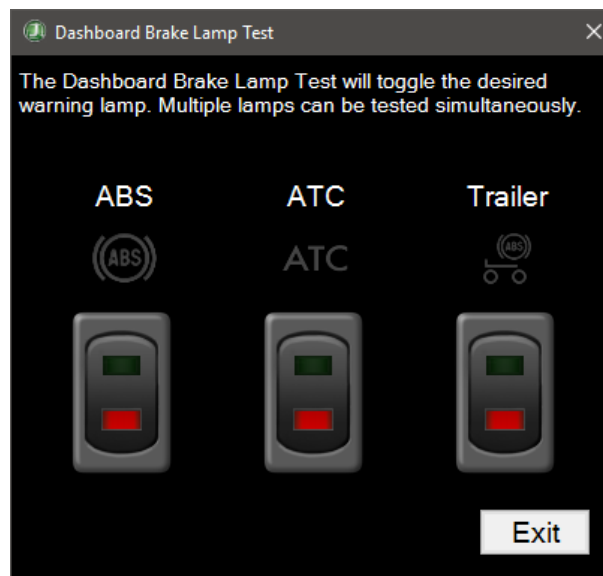 Dashboard Brake Lamp Test
The Dashboard Brake Lamp Test will toggle the desired
warning lamp. Multiple lamps can be tested simultaneously.
ABS ATC Trailer
(ABS) ATC (ABS)
Exit